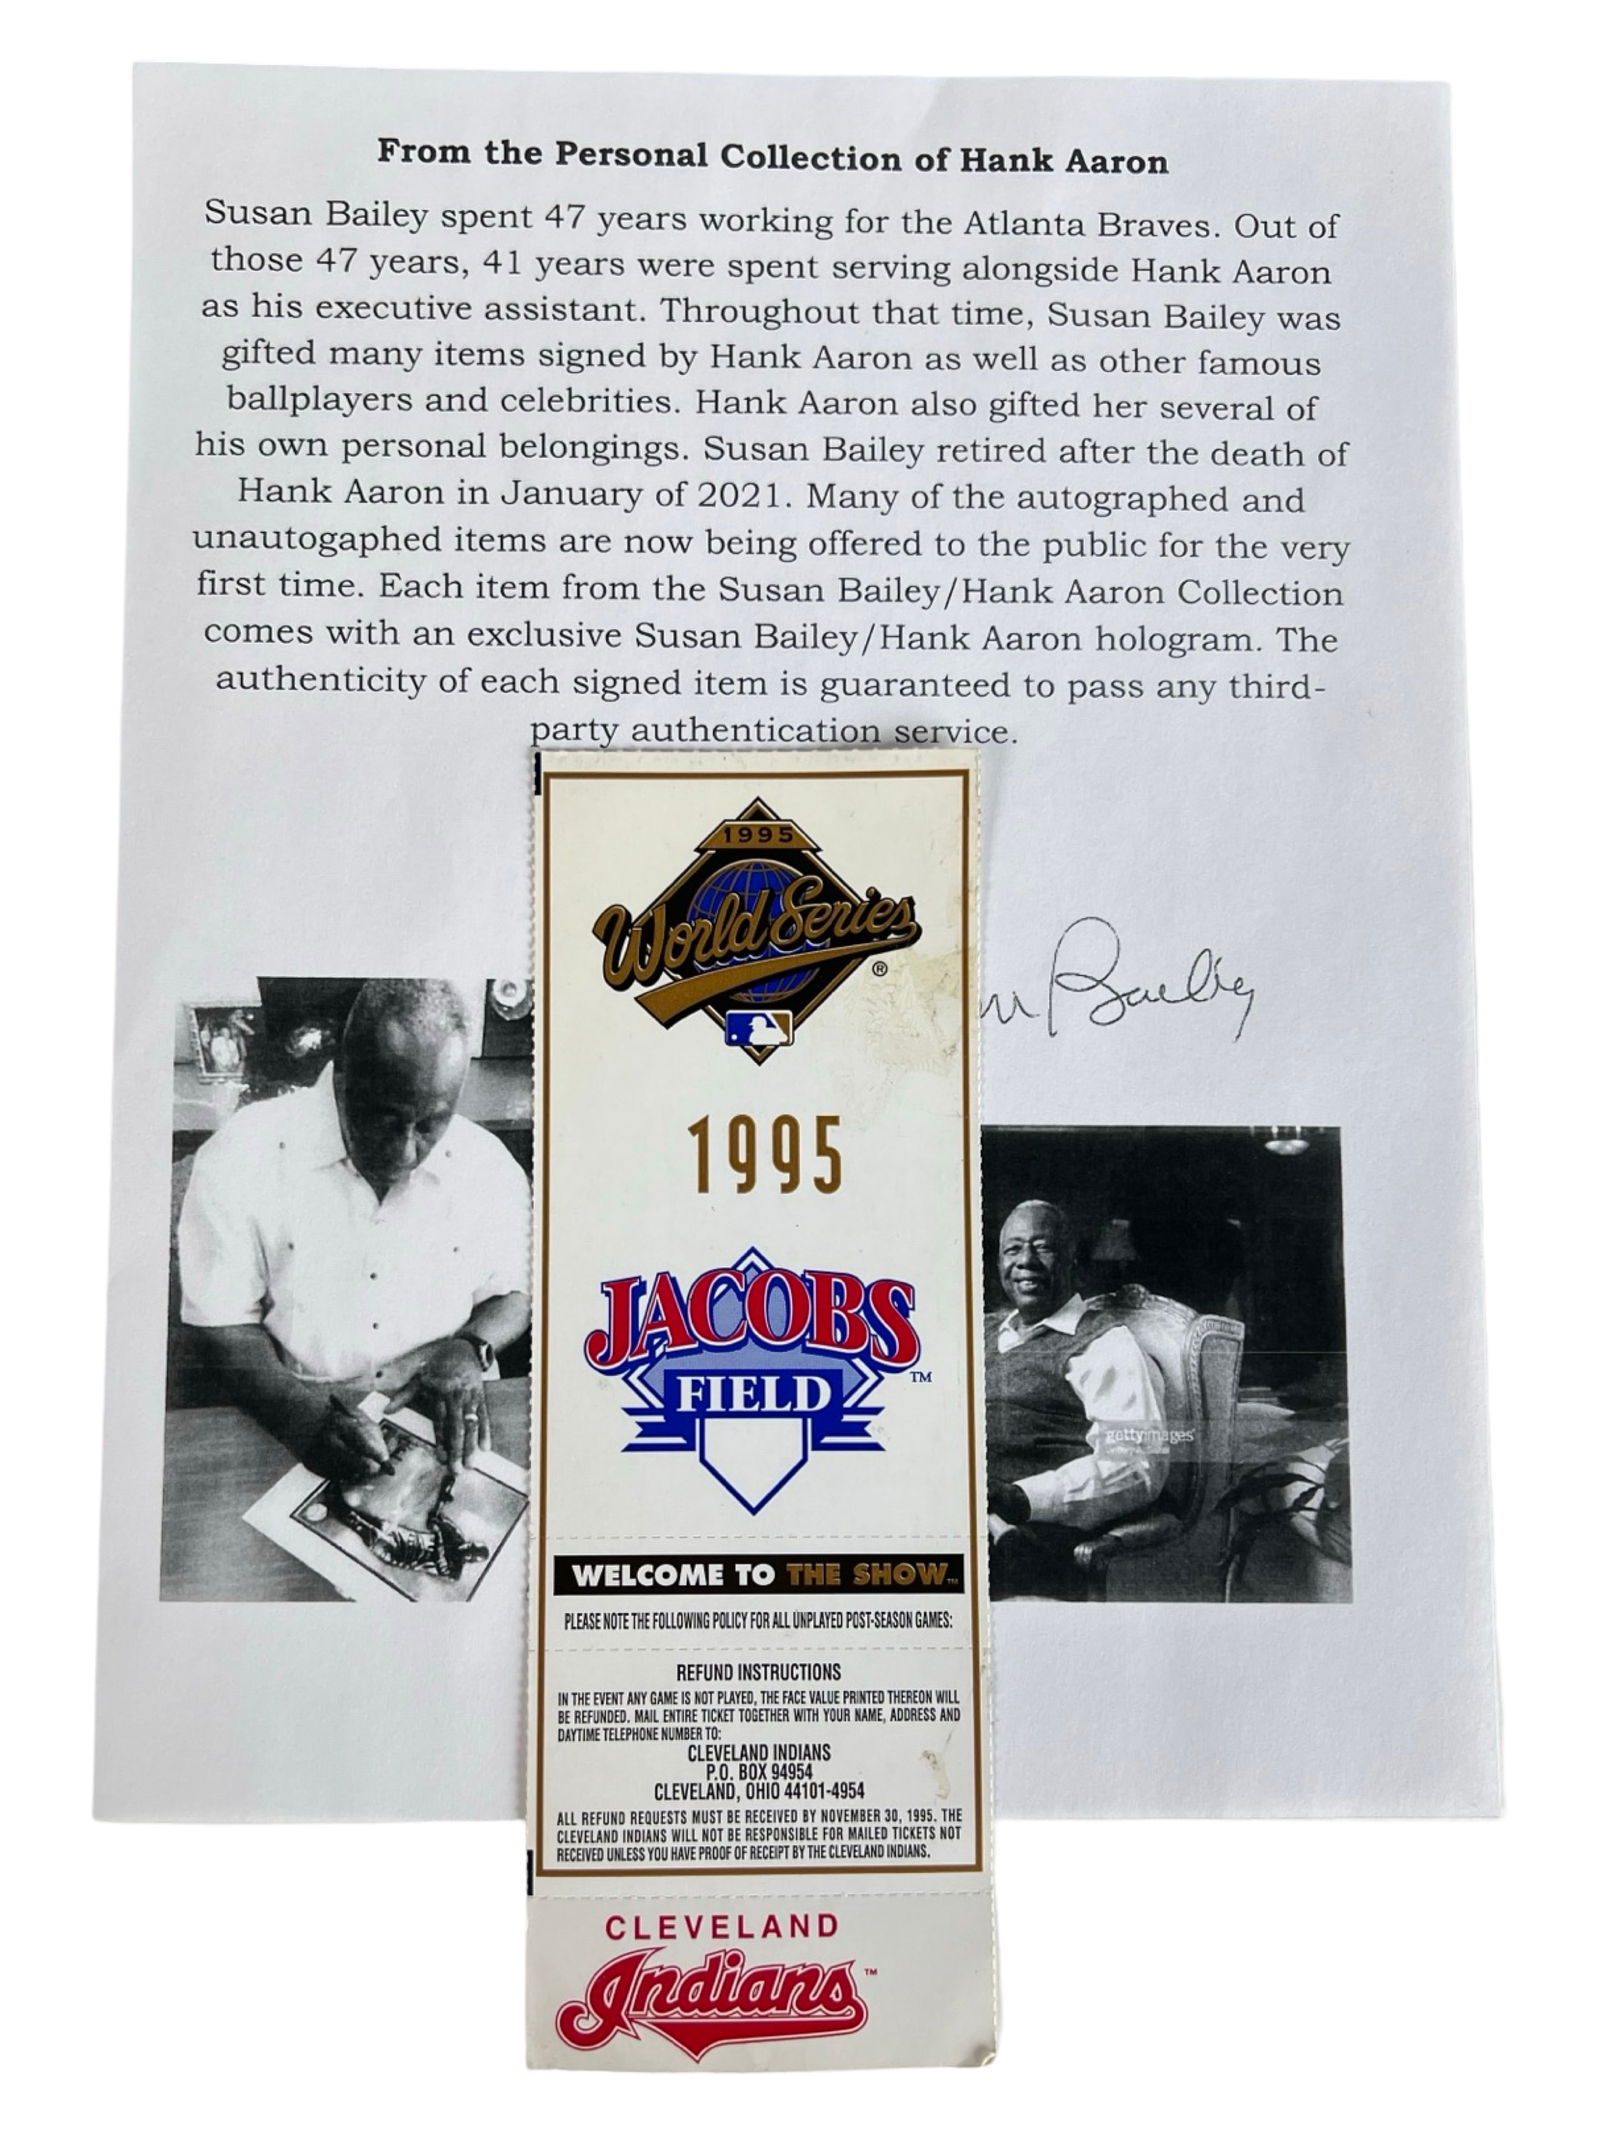 From the Personal Collection of Hank Aaron
Susan Bailey spent 47 years working for the Atlanta Braves. Out of
those 47 years, 41 years were spent serving alongside Hank Aaron
as his executive assistant. Throughout that time, Susan Bailey was
gifted many items signed by Hank Aaron as well as other famous
ballplayers and celebrities. Hank Aaron also gifted her several of
his own personal belongings. Susan Bailey retired after the death of
Hank Aaron in January of 2021. Many of the autographed and
unautogaphed items are now being offered to the public for the very
first time. Each item from the Susan Bailey/Hank Aaron Collection
comes with an exclusive Susan Bailey/Hank Aaron hologram. The
authenticity of each signed item is guaranteed to pass any third-
party authentication service.
1995
World Series
®
Bailey
1995
JACOBS
FIELD
TM
gettyimages
WELCOME TO THE SHOW™
PLEASE NOTE THE FOLLOWING POLICY FOR ALL UNPLAYED POST-SEASON GAMES:
REFUND INSTRUCTIONS
IN THE EVENT ANY GAME IS NOT PLAYED, THE FACE VALUE PRINTED THEREON WILL
BE REFUNDED. MAIL ENTIRE TICKET TOGETHER WITH YOUR NAME, ADDRESS AND
DAYTIME TELEPHONE NUMBER TO:
CLEVELAND INDIANS
P.O. BOX 94954
CLEVELAND, OHIO 44101-4954
ALL REFUND REQUESTS MUST BE RECEIVED BY NOVEMBER 30, 1995. THE
CLEVELAND INDIANS WILL NOT BE RESPONSIBLE FOR MAILED TICKETS NOT
RECEIVED UNLESS YOU HAVE PROOF OF RECEIPT BY THE CLEVELAND INDIANS.
CLEVELAND
Indians™